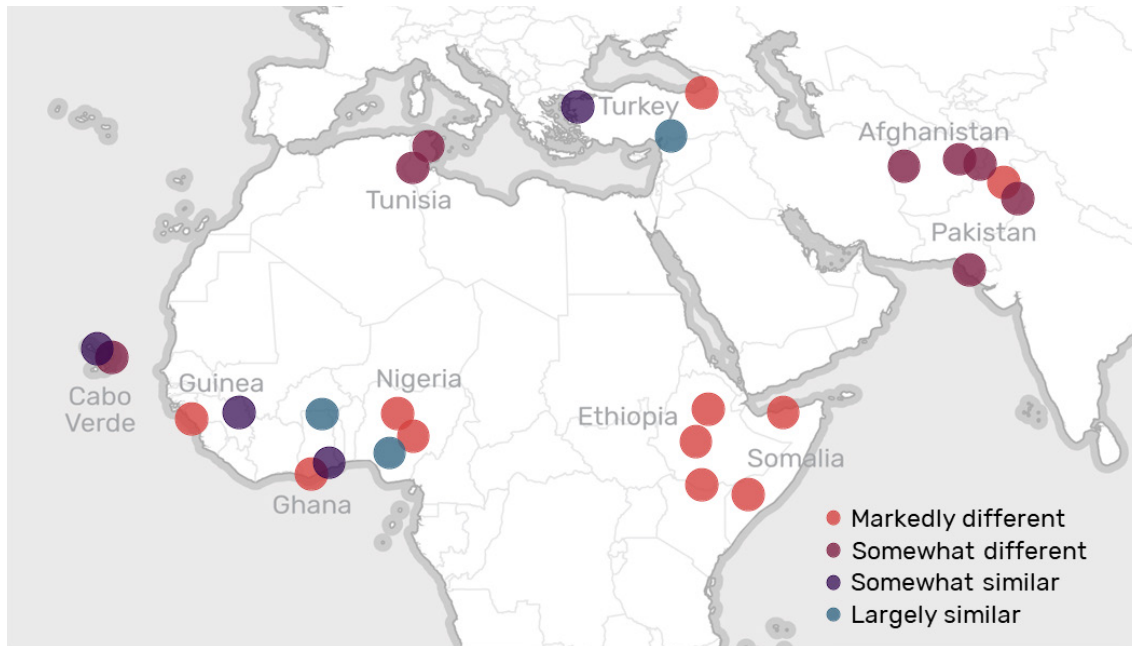 Turkey
Afghanistan
Tunisia
Pakistan
Cabo
Verde
Guinea
Nigeria
Ethiopia
Somalia
Ghana
Markedly different
Somewhat different
Somewhat similar
Largely similar